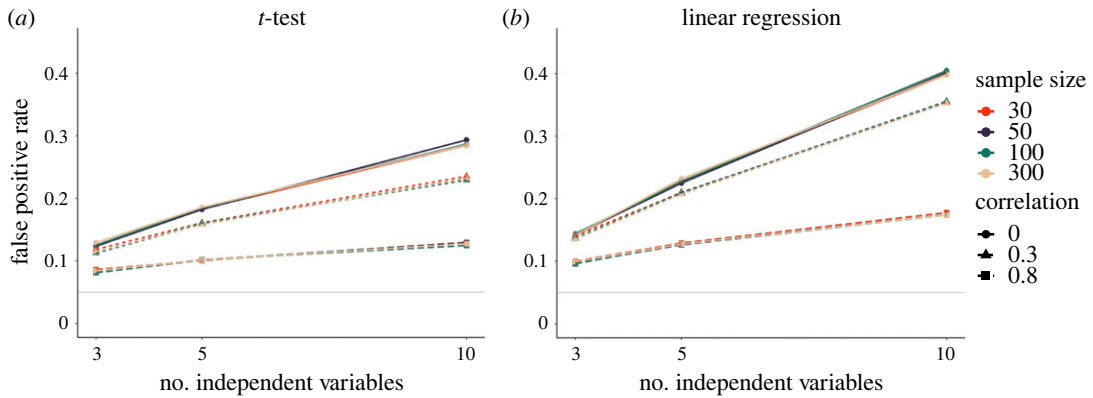 (a) t-test
false positive rate
0.4
0.3
0.2
0.1
0
3 5 10
no. independent variables
(b) linear regression
0.4
0.3
0.2
0.1
0
3 5 10
no. independent variables
sample size
30
50
100
300
correlation
0
0.3
0.8